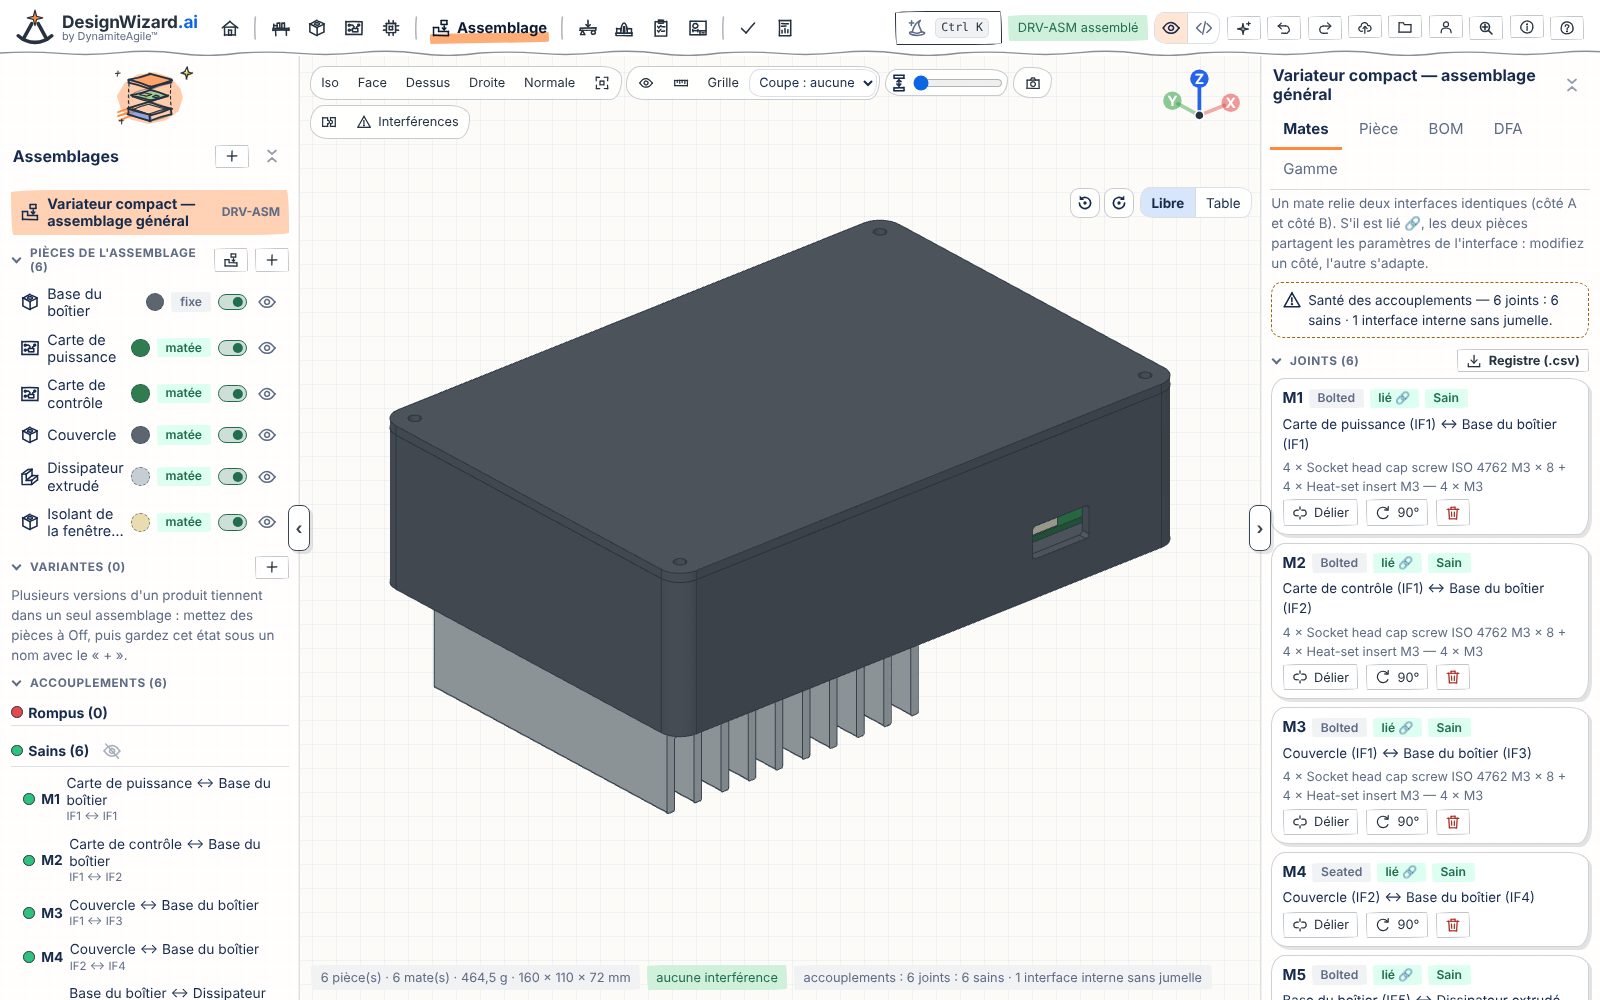 DesignWizard.ai
by DynamiteAgile™
Assemblage
Ctrl K
DRV-ASM assemblé
Assemblages
Variateur compact —
assemblage général
DRV-ASM
PIÈCES DE L'ASSEMBLAGE
(6)
Base du
boîtier
fixe
Carte de
puissance
matée
Carte de
contrôle
matée
Couvercle
matée
Dissipateur
extrudé
matée
Isolant de
la fenêtre...
matée
VARIANTES (0)
Plusieurs versions d'un produit tiennent
dans un seul assemblage : mettez des
pièces à Off, puis gardez cet état sous un
nom avec le « + ».
ACCOUPLEMENTS (6)
Rompus (0)
Sains (6)
M1
Carte de puissance ↔ Base du
boîtier
IF1 ↔ IF1
M2
Carte de contrôle ↔ Base du
boîtier
IF1 ↔ IF2
M3
Couvercle ↔ Base du boîtier
IF1 ↔ IF3
M4
Couvercle ↔ Base du boîtier
IF2 ↔ IF4
Base du boîtier ↔ Dissipateur
Iso
Face
Dessus
Droite
Normale
Grille
Coupe : aucune
Interférences
Z
Y
X
Libre
Table
6 pièce(s) · 6 mate(s) · 464,5 g · 160 × 110 × 72 mm
aucune interférence
accouplements : 6 joints : 6 sains · 1 interface interne sans jumelle
Variateur compact — assemblage
général
Mates
Pièce
BOM
DFA
Gamme
Un mate relie deux interfaces identiques (côté A
et côté B). S'il est lié 🔗, les deux pièces
partagent les paramètres de l'interface : modifiez
un côté, l'autre s'adapte.
Santé des accouplements — 6 joints : 6
sains · 1 interface interne sans jumelle.
JOINTS (6)
Registre (.csv)
M1 Bolted lié 🔗 Sain
Carte de puissance (IF1) ↔ Base du boîtier
(IF1)
4 × Socket head cap screw ISO 4762 M3 × 8 +
4 × Heat-set insert M3 — 4 × M3
Délier
90°
M2 Bolted lié 🔗 Sain
Carte de contrôle (IF1) ↔ Base du boîtier
(IF2)
4 × Socket head cap screw ISO 4762 M3 × 8 +
4 × Heat-set insert M3 — 4 × M3
Délier
90°
M3 Bolted lié 🔗 Sain
Couvercle (IF1) ↔ Base du boîtier (IF3)
4 × Socket head cap screw ISO 4762 M3 × 8 +
4 × Heat-set insert M3 — 4 × M3
Délier
90°
M4 Seated lié 🔗 Sain
Couvercle (IF2) ↔ Base du boîtier (IF4)
Délier
90°
M5 Bolted lié 🔗 Sain
Base du boîtier (IF5) ↔ Dissipateur extrudé